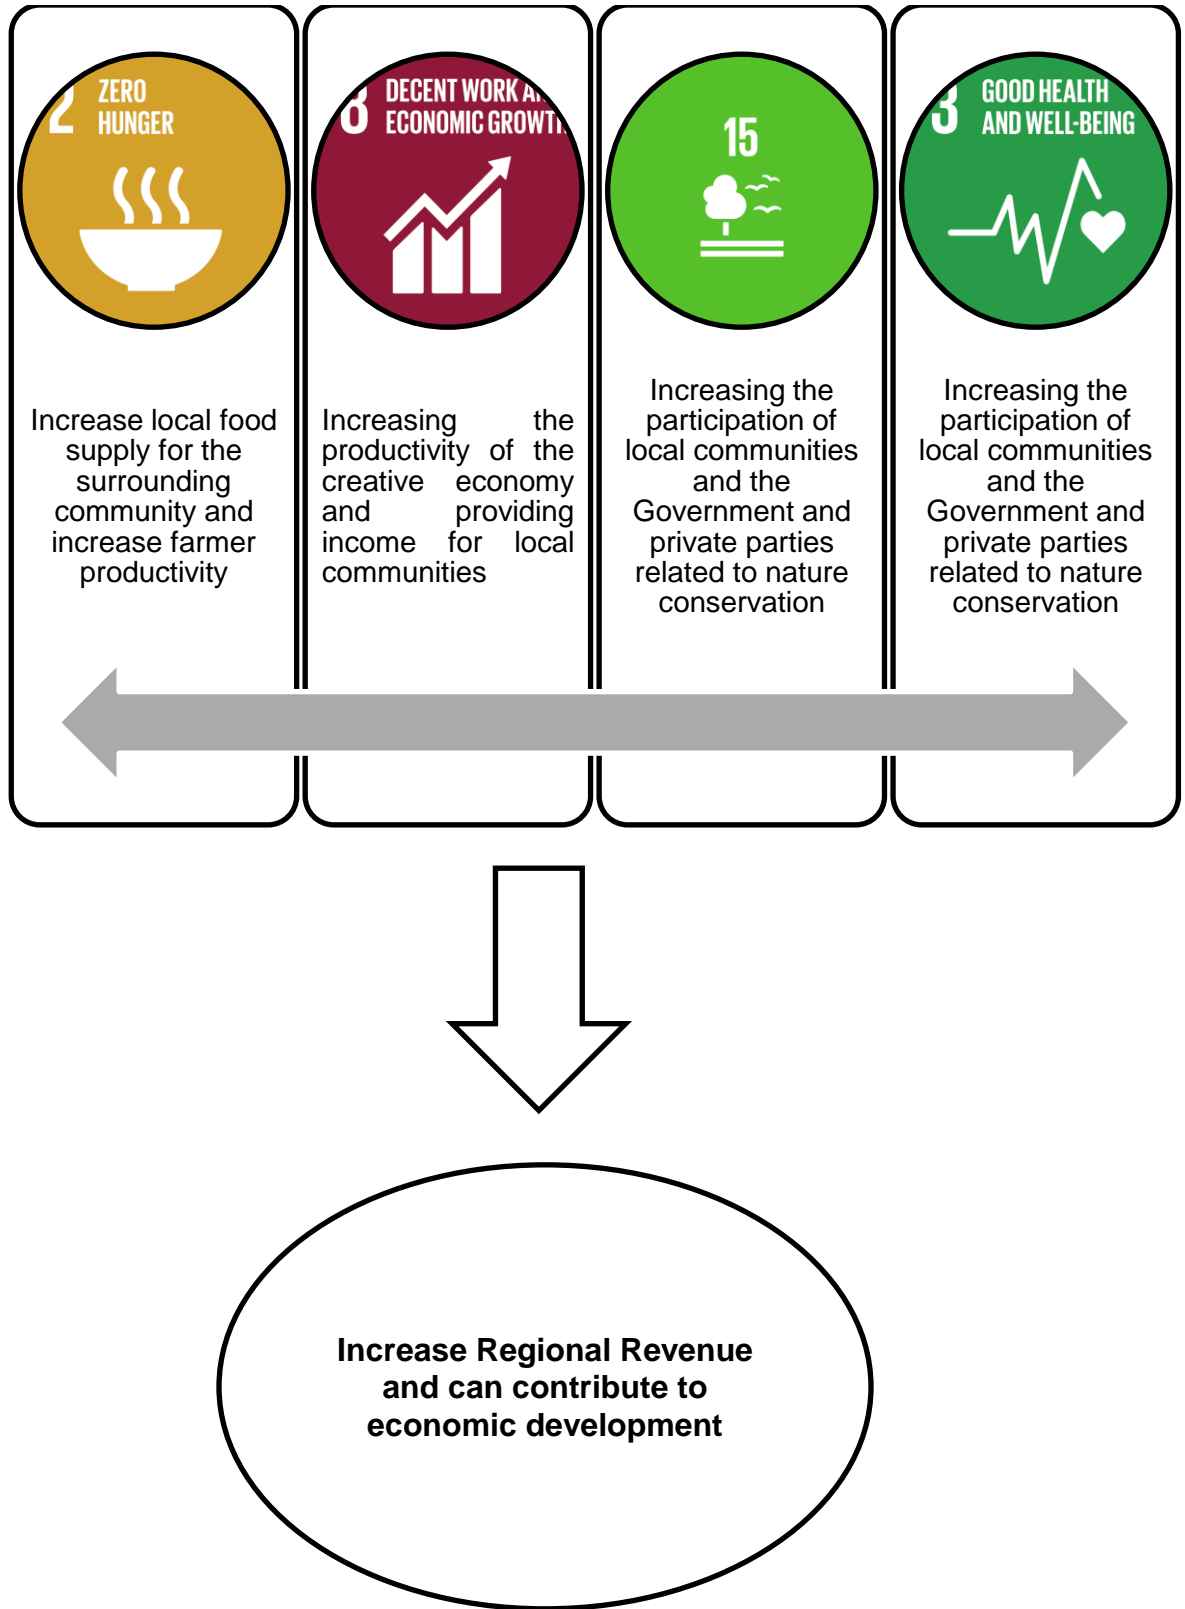 2 ZERO
HUNGER
Increase local food
supply for the
surrounding
community and
increase farmer
productivity
8 DECENT WORK
ECONOMIC GROWTH
Increasing the
productivity of the
creative economy
and providing
income for local
communities
15
Increasing the
participation of
local communities
and the
Government and
private parties
related to nature
conservation
3 GOOD HEALTH
AND WELL-BEING
Increasing the
participation of
local communities
and the
Government and
private parties
related to nature
conservation
Increase Regional Revenue
and can contribute to
economic development